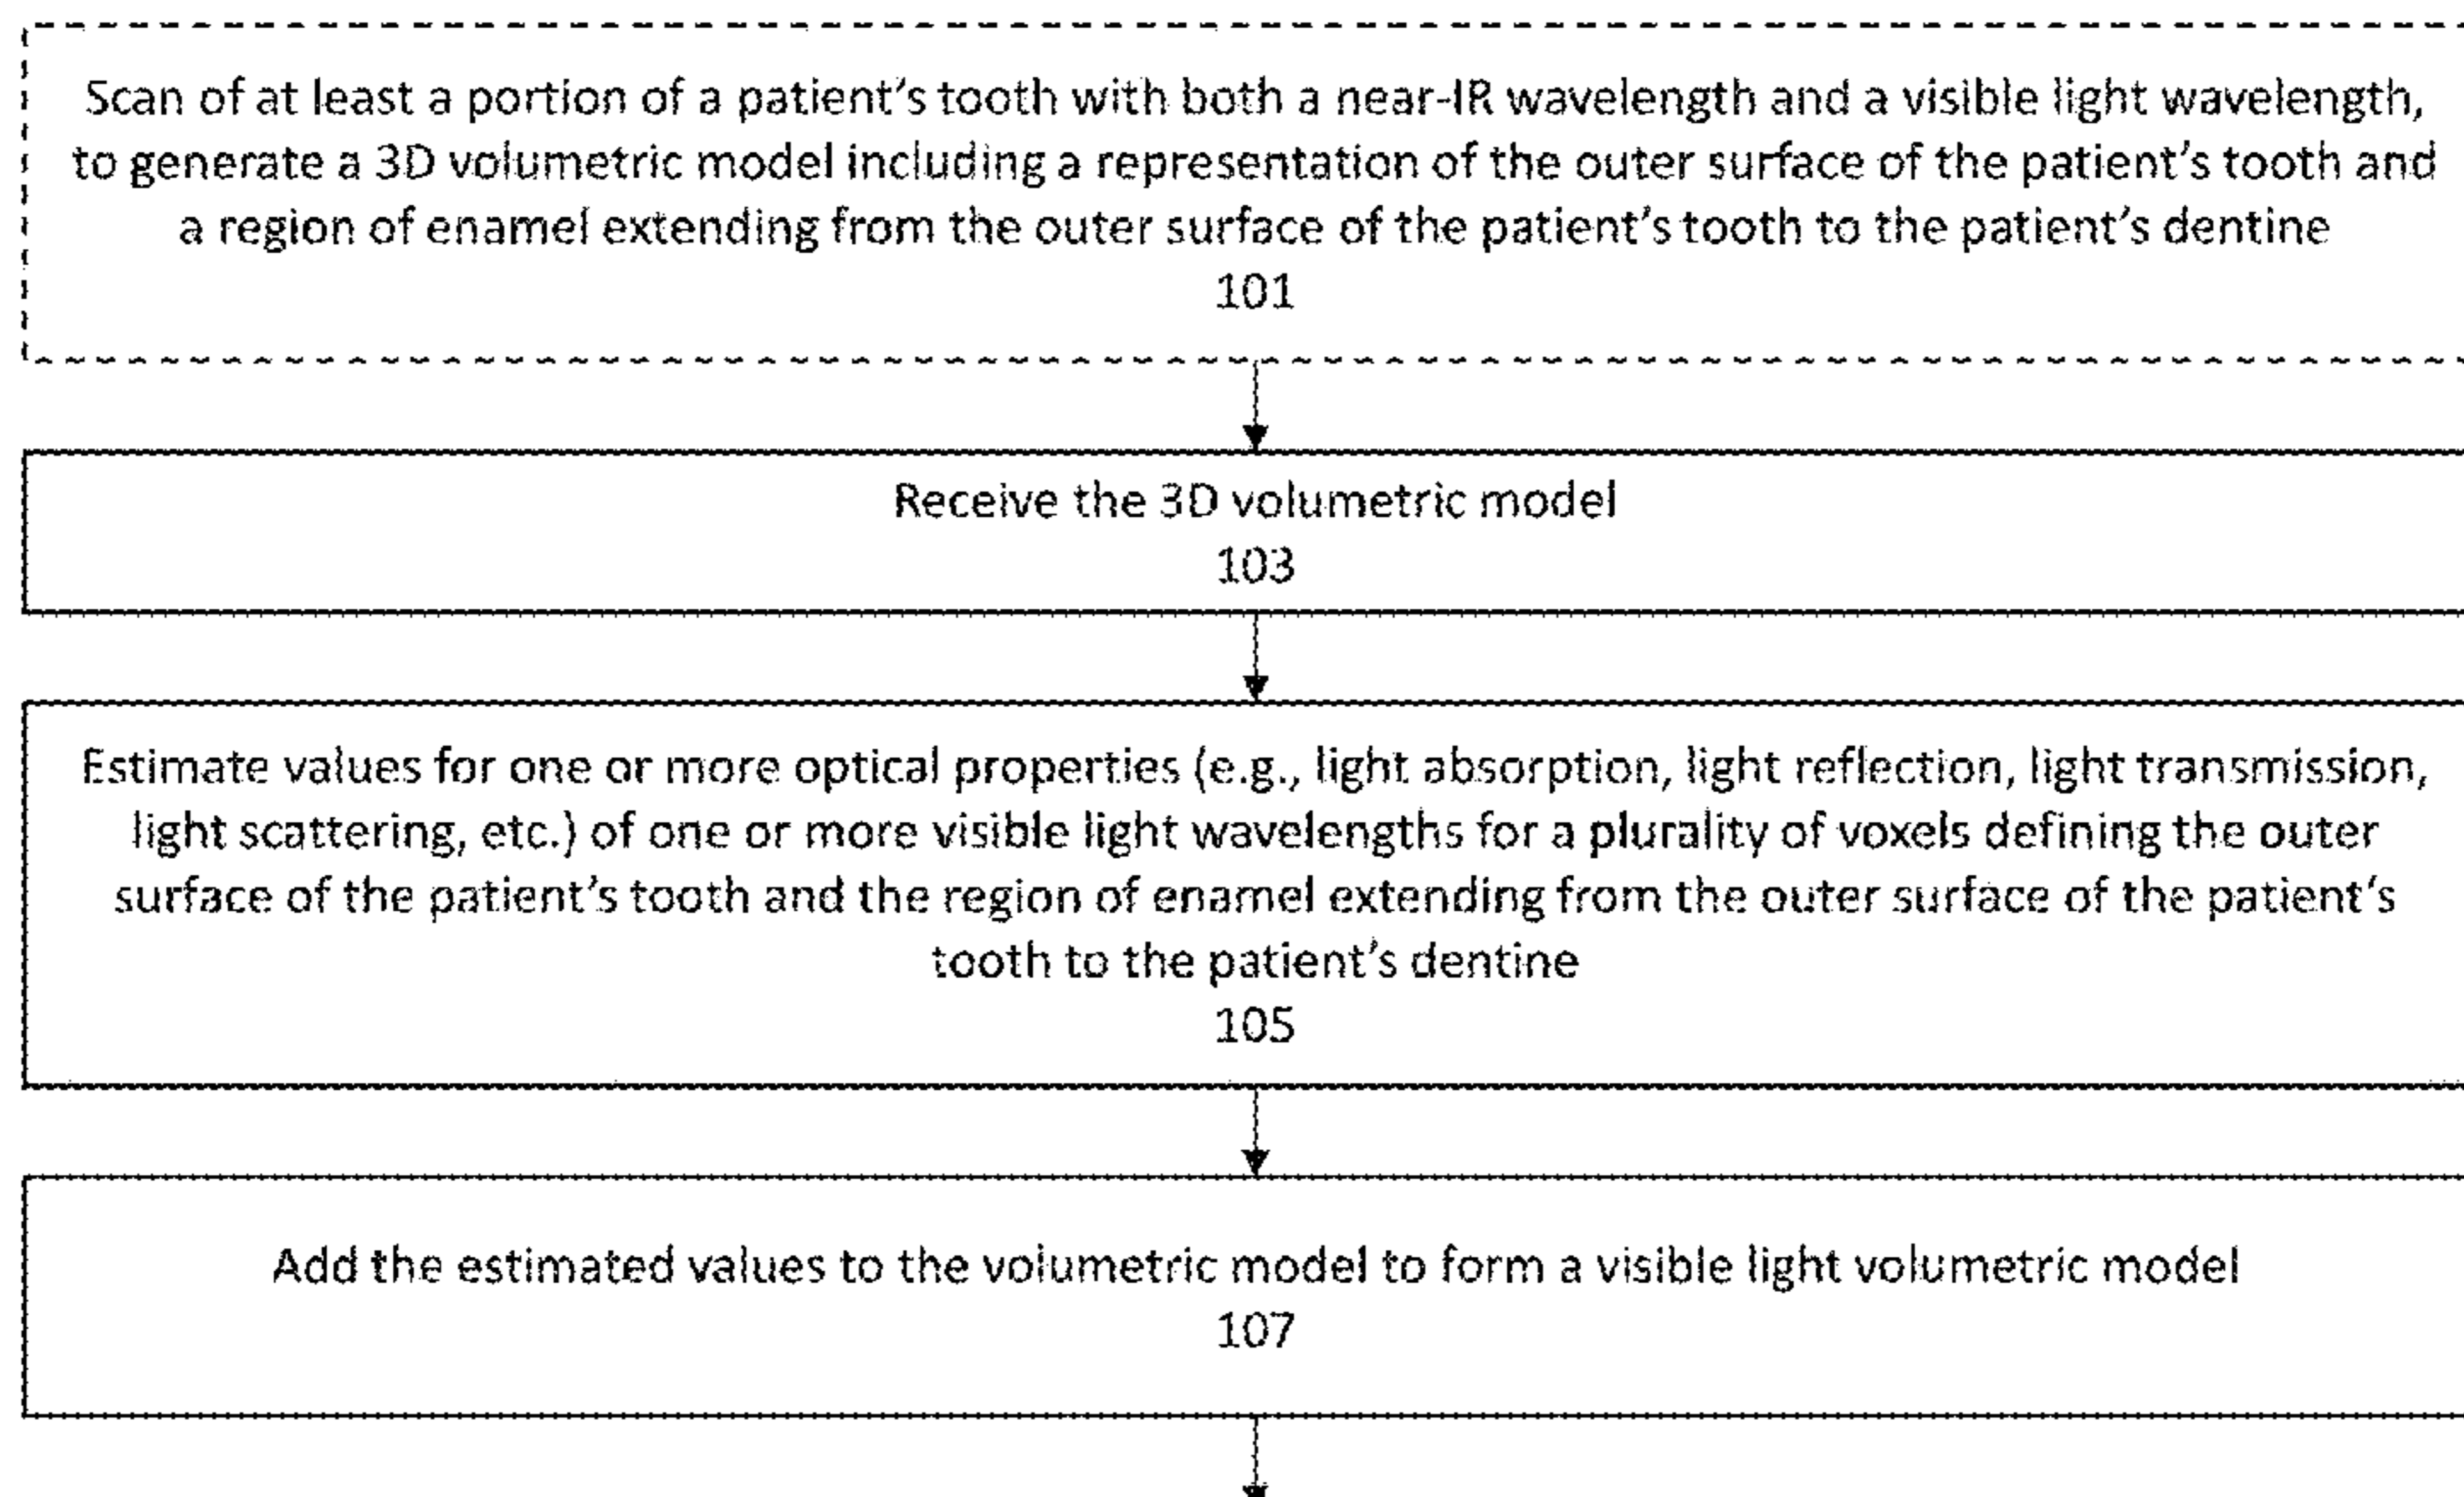 Scan of at least a portion of a patient's tooth with both a near-IR wavelength and a visible light wavelength,
to generate a 3D volumetric model including a representation of the outer surface of the patient's tooth and
a region of enamel extending from the outer surface of the patient's tooth to the patient's dentine
101
Receive the 3D volumetric model
103
Estimate values for one or more optical properties (e.g., light absorption, light reflection, light transmission,
light scattering, etc.) of one or more visible light wavelengths for a plurality of voxels defining the outer
surface of the patient's tooth and the region of enamel extending from the outer surface of the patient's
tooth to the patient's dentine
105
Add the estimated values to the volumetric model to form a visible light volumetric model
107